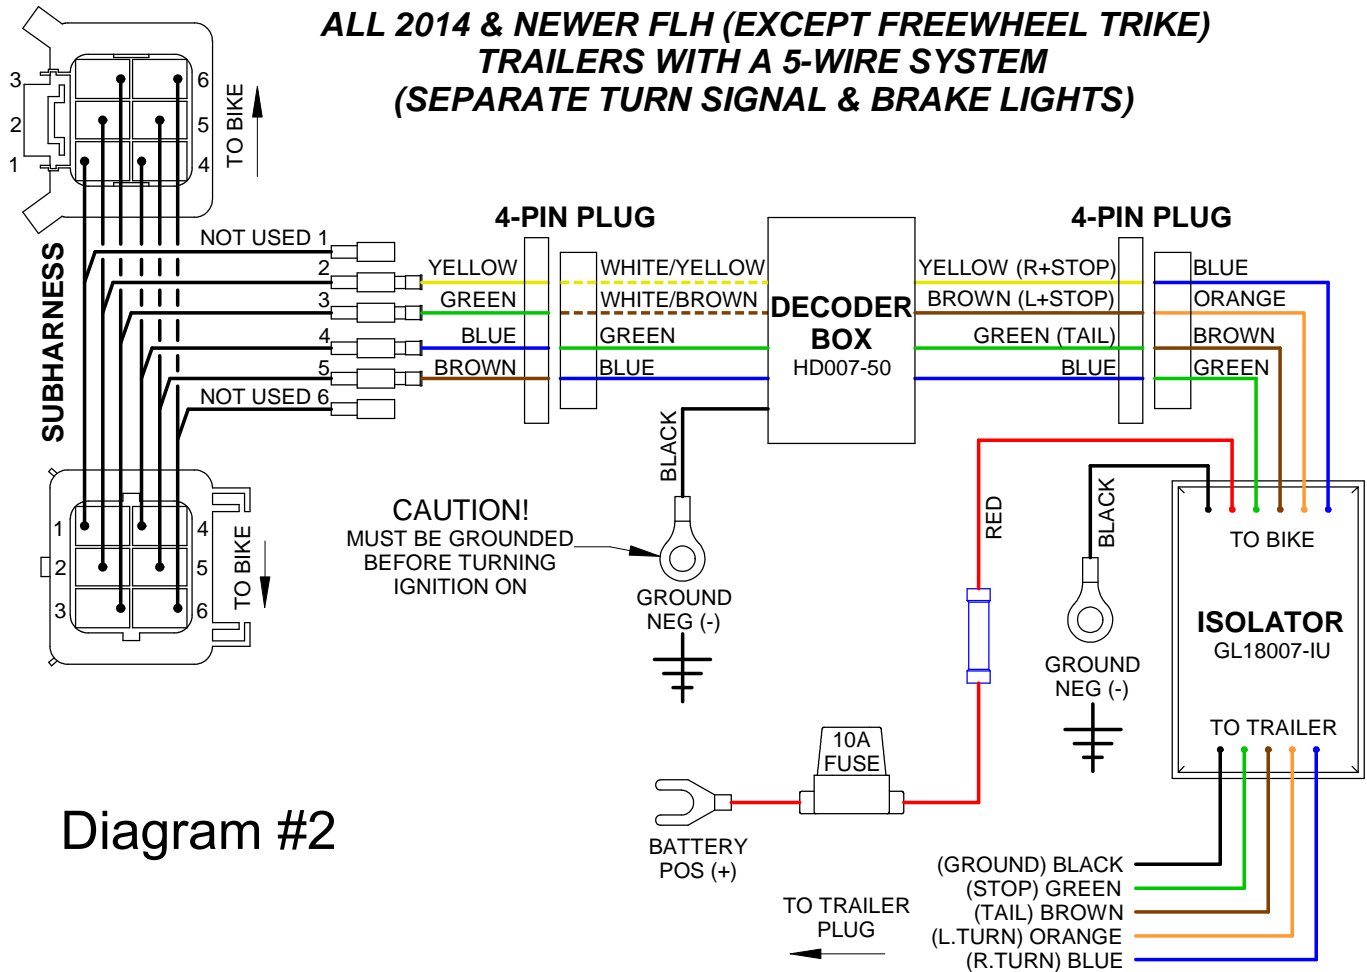 ALL 2014 & NEWER FLH (EXCEPT FREEWHEEL TRIKE)
TRAILERS WITH A 5-WIRE SYSTEM
(SEPARATE TURN SIGNAL & BRAKE LIGHTS)
3
2
1
6
5
4
TO BIKE
SUBHARNESS
NOT USED 1
2
3
4
5
NOT USED 6
4-PIN PLUG
YELLOW
GREEN
BLUE
BROWN
WHITE/YELLOW
WHITE/BROWN
GREEN
BLUE
DECODER
BOX
HD007-50
4-PIN PLUG
YELLOW (R+STOP)
BROWN (L+STOP)
GREEN (TAIL)
BLUE
BLUE
ORANGE
BROWN
GREEN
1
2
3
4
5
6
TO BIKE
CAUTION!
MUST BE GROUNDED
BEFORE TURNING
IGNITION ON
BLACK
GROUND
NEG (-)
RED
BLACK
GROUND
NEG (-)
TO BIKE
ISOLATOR
GL18007-IU
TO TRAILER
10A
FUSE
BATTERY
POS (+)
Diagram #2
TO TRAILER
PLUG
(GROUND) BLACK
(STOP) GREEN
(TAIL) BROWN
(L.TURN) ORANGE
(R.TURN) BLUE